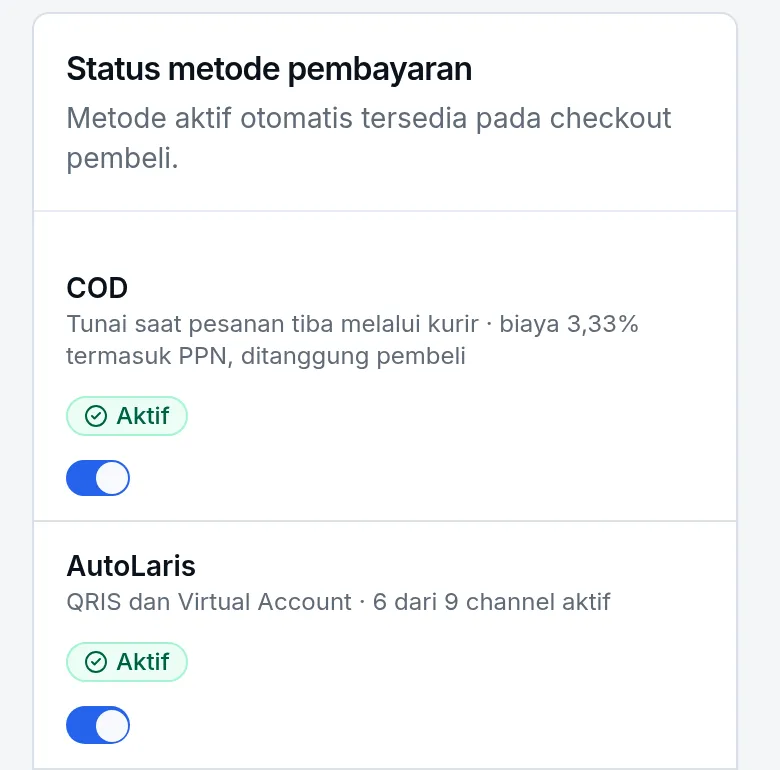 Status metode pembayaran
Metode aktif otomatis tersedia pada checkout
pembeli.
COD
Tunai saat pesanan tiba melalui kurir · biaya 3,33%
termasuk PPN, ditanggung pembeli
Aktif
AutoLaris
QRIS dan Virtual Account · 6 dari 9 channel aktif
Aktif